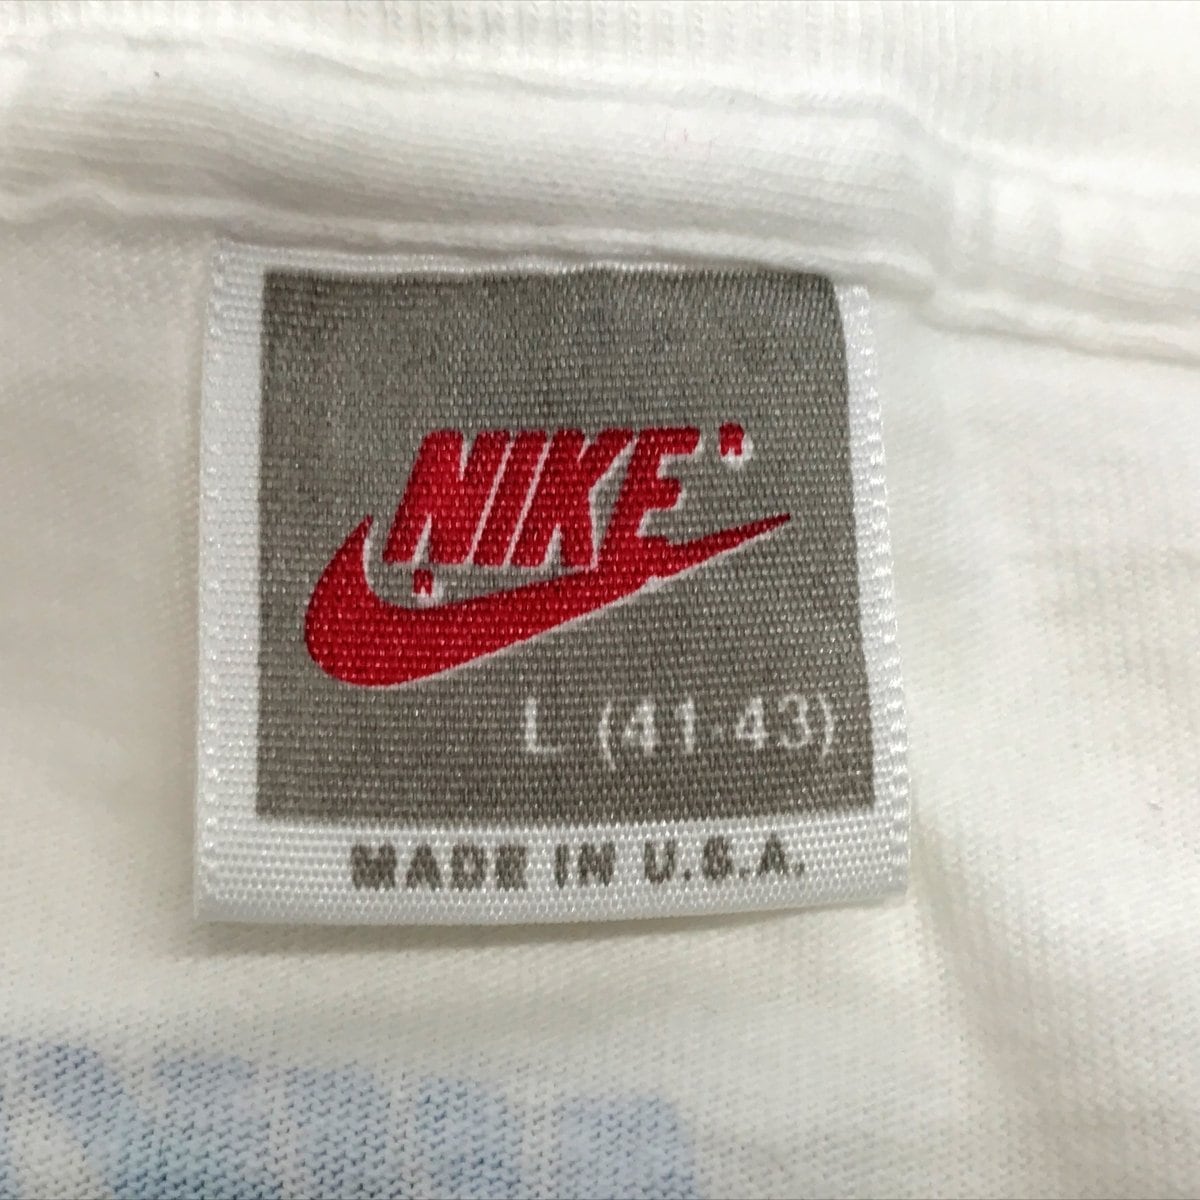 NIKE®
®
L (41-43)
MADE IN U.S.A.